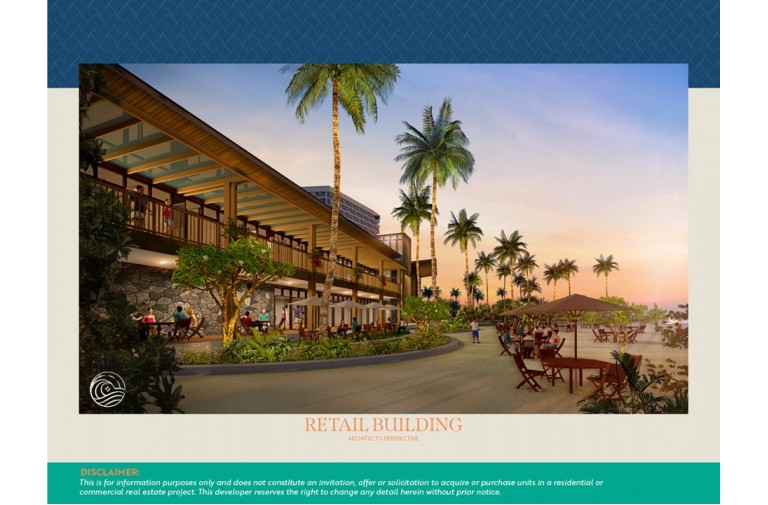 RETAIL BUILDING
ARCHITECT'S PERSPECTIVE
DISCLAIMER:
This is for information purposes only and does not constitute an invitation, offer or solicitation to acquire or purchase units in a residential or
commercial real estate project. This developer reserves the right to change any detail herein without prior notice.